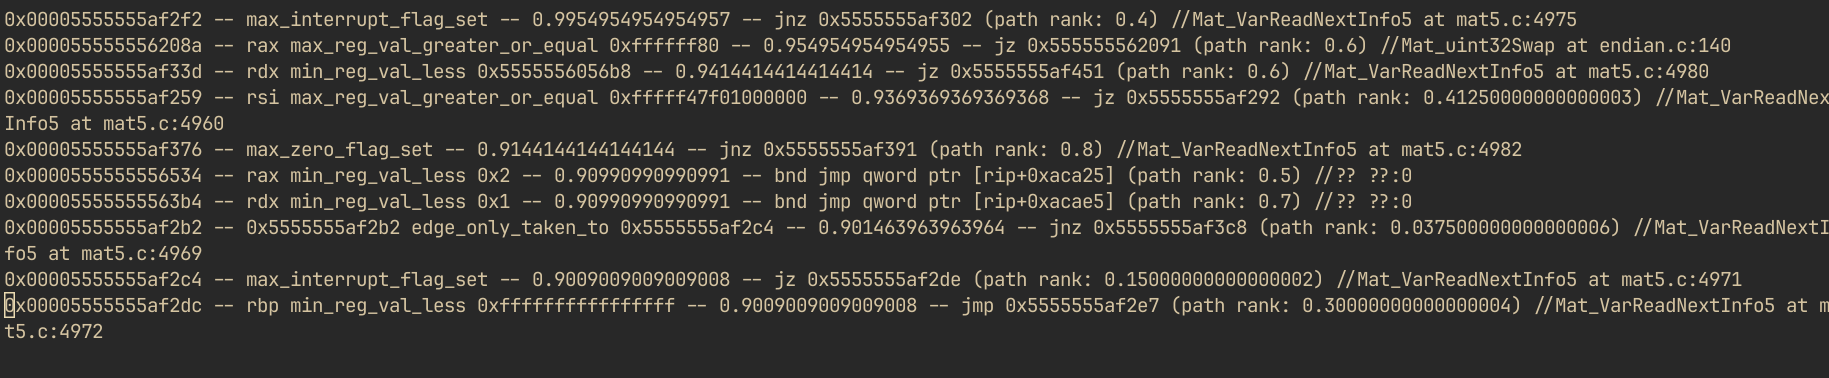 0x00005555555af2f2 -- max_interrupt_flag_set -- 0.9954954954954957 -- jnz 0x5555555af302 (path rank: 0.4) //Mat_VarReadNextInfo5 at mat5.c:4975
0x000055555556208a -- rax max_reg_val_greater_or_equal 0xffffff80 -- 0.954954954954955 -- jz 0x555555562091 (path rank: 0.6) //Mat_uint32Swap at endian.c:140
0x00005555555af33d -- rdx min_reg_val_less 0x5555556056b8 -- 0.9414414414414414 -- jz 0x5555555af451 (path rank: 0.6) //Mat_VarReadNextInfo5 at mat5.c:4980
0x00005555555af259 -- rsi max_reg_val_greater_or_equal 0xfffff47f01000000 -- 0.9369369369369368 -- jz 0x5555555af292 (path rank: 0.41250000000000003) //Mat_VarReadNex
Info5 at mat5.c:4960
0x00005555555af376 -- max_zero_flag_set -- 0.9144144144144144 -- jnz 0x5555555af391 (path rank: 0.8) //Mat_VarReadNextInfo5 at mat5.c:4982
0x0000555555556534 -- rax min_reg_val_less 0x2 -- 0.90990990990991 -- bnd jmp qword ptr [rip+0xaca25] (path rank: 0.5) //?? ??:0
0x00005555555563b4 -- rdx min_reg_val_less 0x1 -- 0.90990990990991 -- bnd jmp qword ptr [rip+0xacae5] (path rank: 0.7) //?? ??:0
0x00005555555af2b2 -- 0x5555555af2b2 edge_only_taken_to 0x5555555af2c4 -- 0.901463963963964 -- jnz 0x5555555af3c8 (path rank: 0.037500000000000006) //Mat_VarReadNextI
fo5 at mat5.c:4969
0x00005555555af2c4 -- max_interrupt_flag_set -- 0.9009009009009008 -- jz 0x5555555af2de (path rank: 0.15000000000000002) //Mat_VarReadNextInfo5 at mat5.c:4971
0x00005555555af2dc -- rbp min_reg_val_less 0xffffffffffffffff -- 0.9009009009009008 -- jmp 0x5555555af2e7 (path rank: 0.30000000000000004) //Mat_VarReadNextInfo5 at m
t5.c:4972